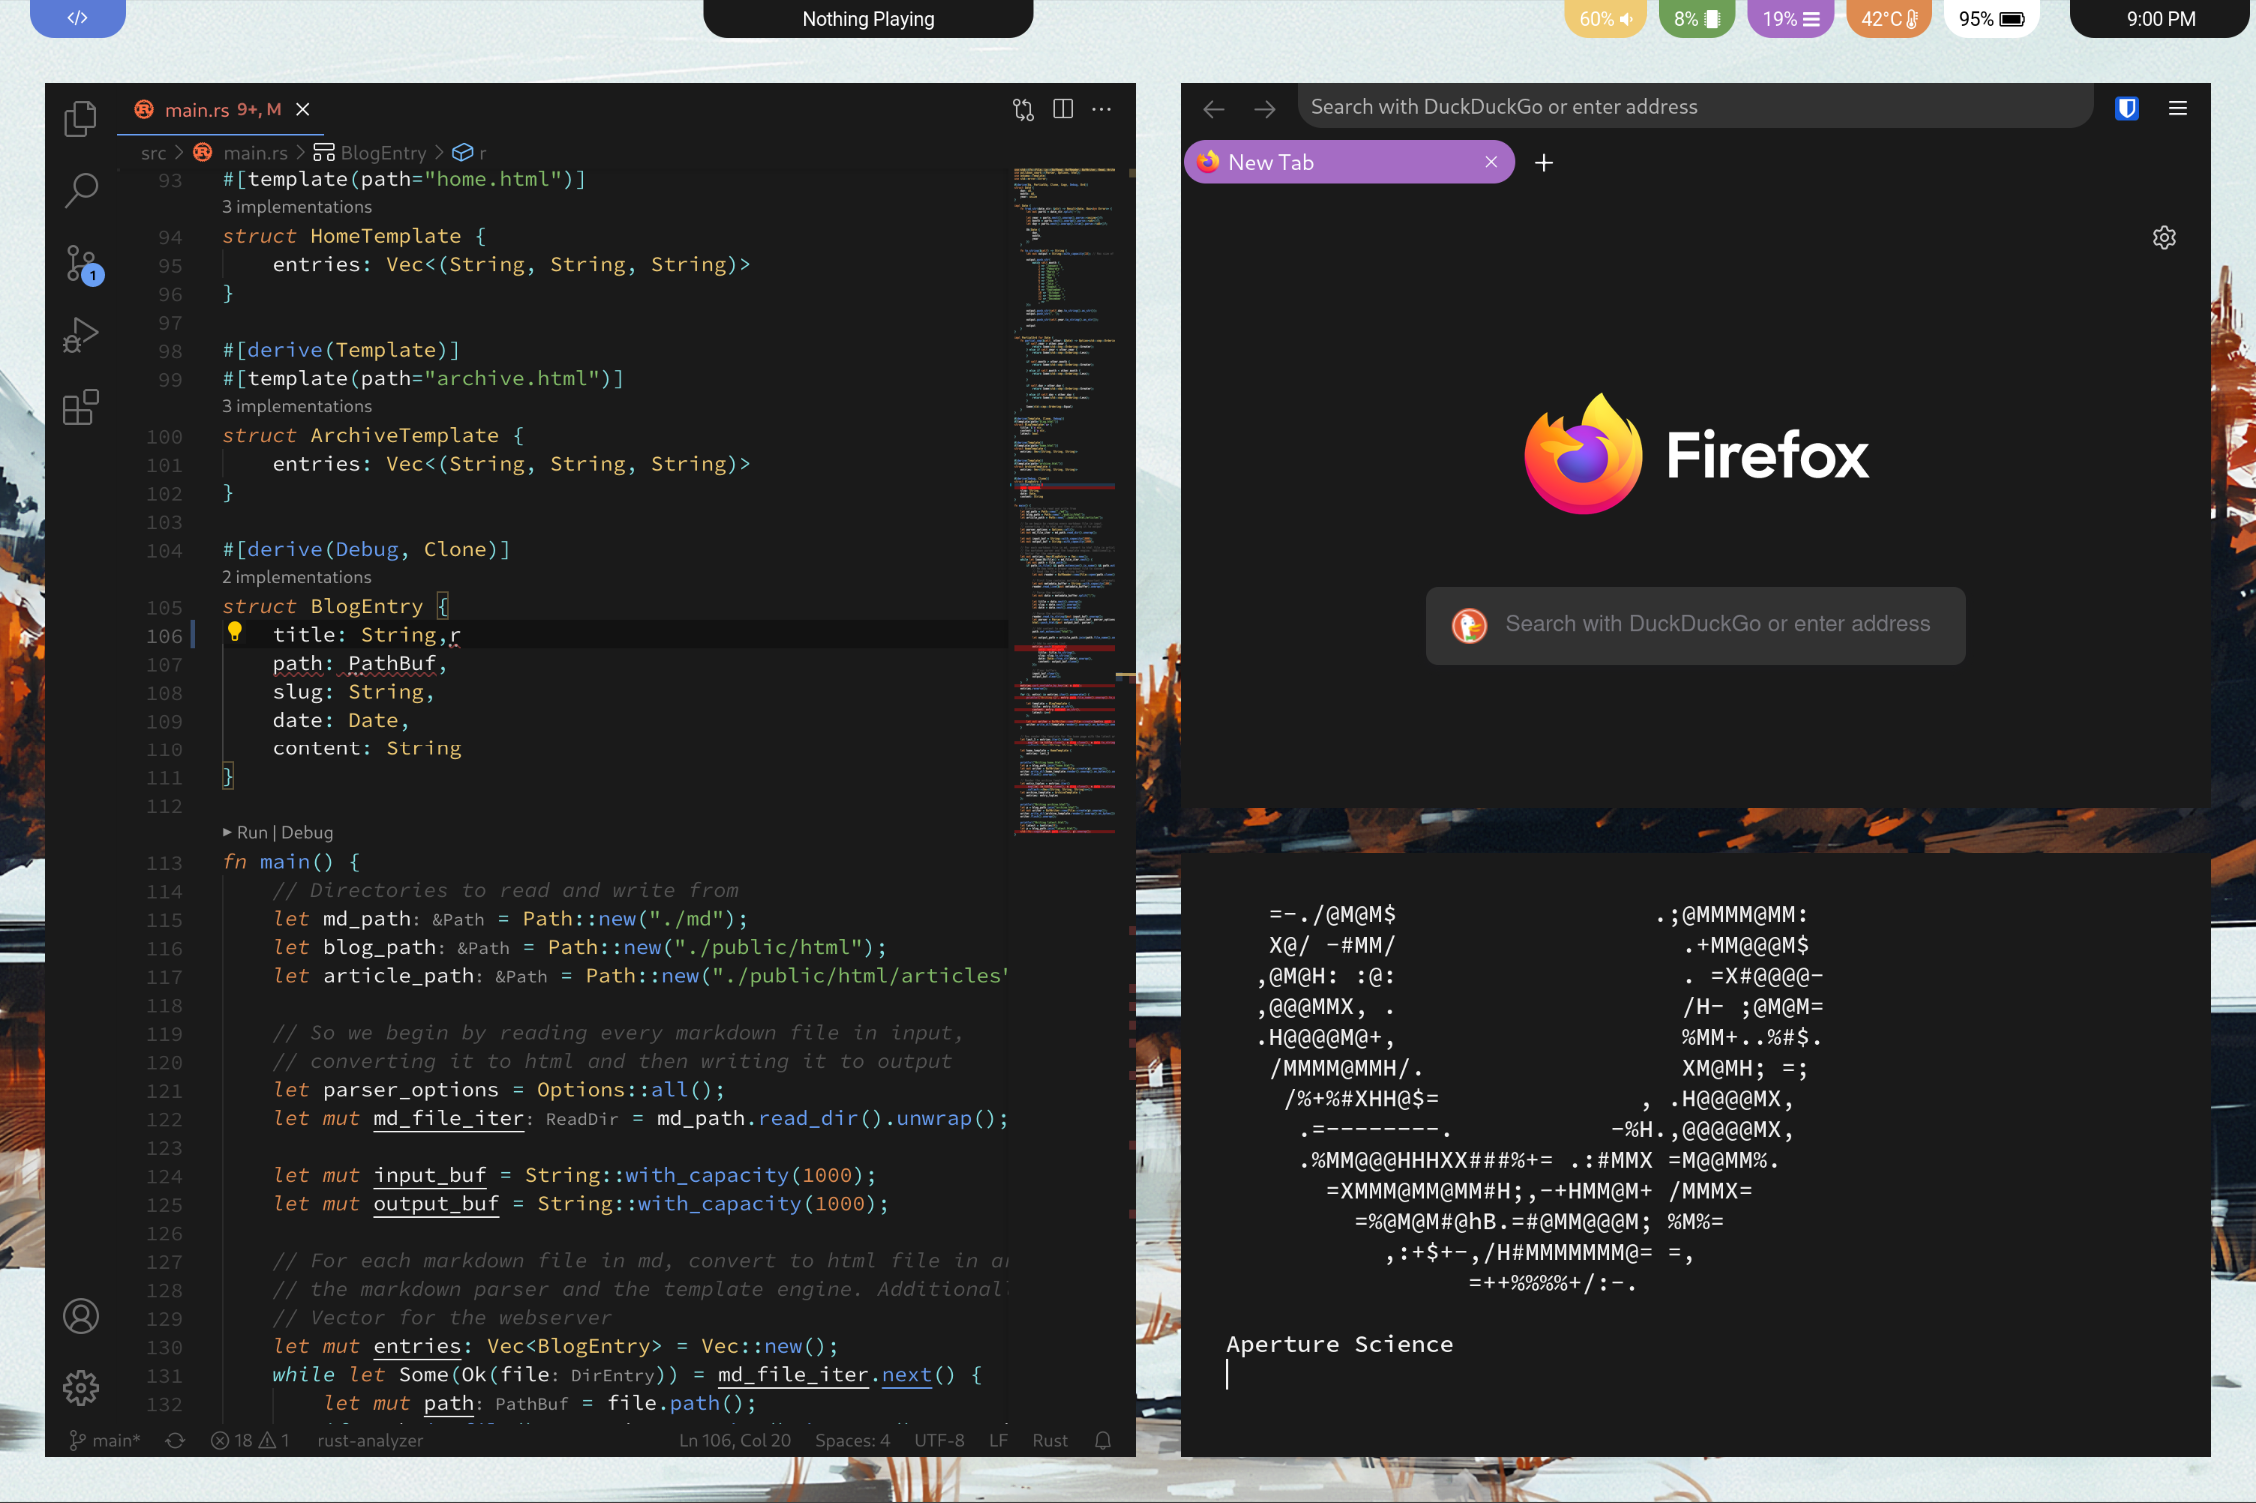 </>
Nothing Playing
60%
8%
19%
42°C
95%
9:00 PM
main.rs 9+, M
src > main.rs > BlogEntry > r
93 #[template(path="home.html")]
3 implementations
94 struct HomeTemplate {
95 entries: Vec<(String, String, String)>
96 }
97
98 #[derive(Template)]
99 #[template(path="archive.html")]
3 implementations
100 struct ArchiveTemplate {
101 entries: Vec<(String, String, String)>
102 }
103
104 #[derive(Debug, Clone)]
2 implementations
105 struct BlogEntry {
106 title: String,r
107 path: PathBuf,
108 slug: String,
109 date: Date,
110 content: String
111 }
112
Run | Debug
113 fn main() {
114 // Directories to read and write from
115 let md_path: &Path = Path::new("./md");
116 let blog_path: &Path = Path::new("./public/html");
117 let article_path: &Path = Path::new("./public/html/articles"
118
119 // So we begin by reading every markdown file in input,
120 // converting it to html and then writing it to output
121 let parser_options = Options::all();
122 let mut md_file_iter: ReadDir = md_path.read_dir().unwrap();
123
124 let mut input_buf = String::with_capacity(1000);
125 let mut output_buf = String::with_capacity(1000);
126
127 // For each markdown file in md, convert to html file in
128 // the markdown parser and the template engine.
129 // Vector for the webserver
130 let mut entries: Vec<BlogEntry> = Vec::new();
131 while let Some(Ok(file: DirEntry)) = md_file_iter.next() {
132 let mut path: PathBuf = file.path();
1
main*
18
1
rust-analyzer
Ln 106, Col 20
Spaces: 4
UTF-8
LF
Rust
Search with DuckDuckGo or enter address
New Tab
Firefox
Search with DuckDuckGo or enter address
=-./@M@M$ .;@MMMM@MM:
X@/ -#MM/ .+MM@@@M$
,@M@H: :@: . =X#@@@@-
,@@@MMX, . /H- ;@M@M=
.H@@@@M@+, %MM+..%#$.
/MMMM@MMH/. XM@MH; =;
/%+%#XHH@$= , .H@@@@MX,
.=--------. -%H.,@@@@@MX,
.%MM@@@HHHXX###%+= .:#MMX =M@@MM%.
=XMMM@MM@MM#H;,-+HMM@M+ /MMMX=
=%@M@M#@hB.=#@MM@@@M; %M%=
,:+$+-,/H#MMMMMMM@= =,
=++%%%%+/:-.
Aperture Science